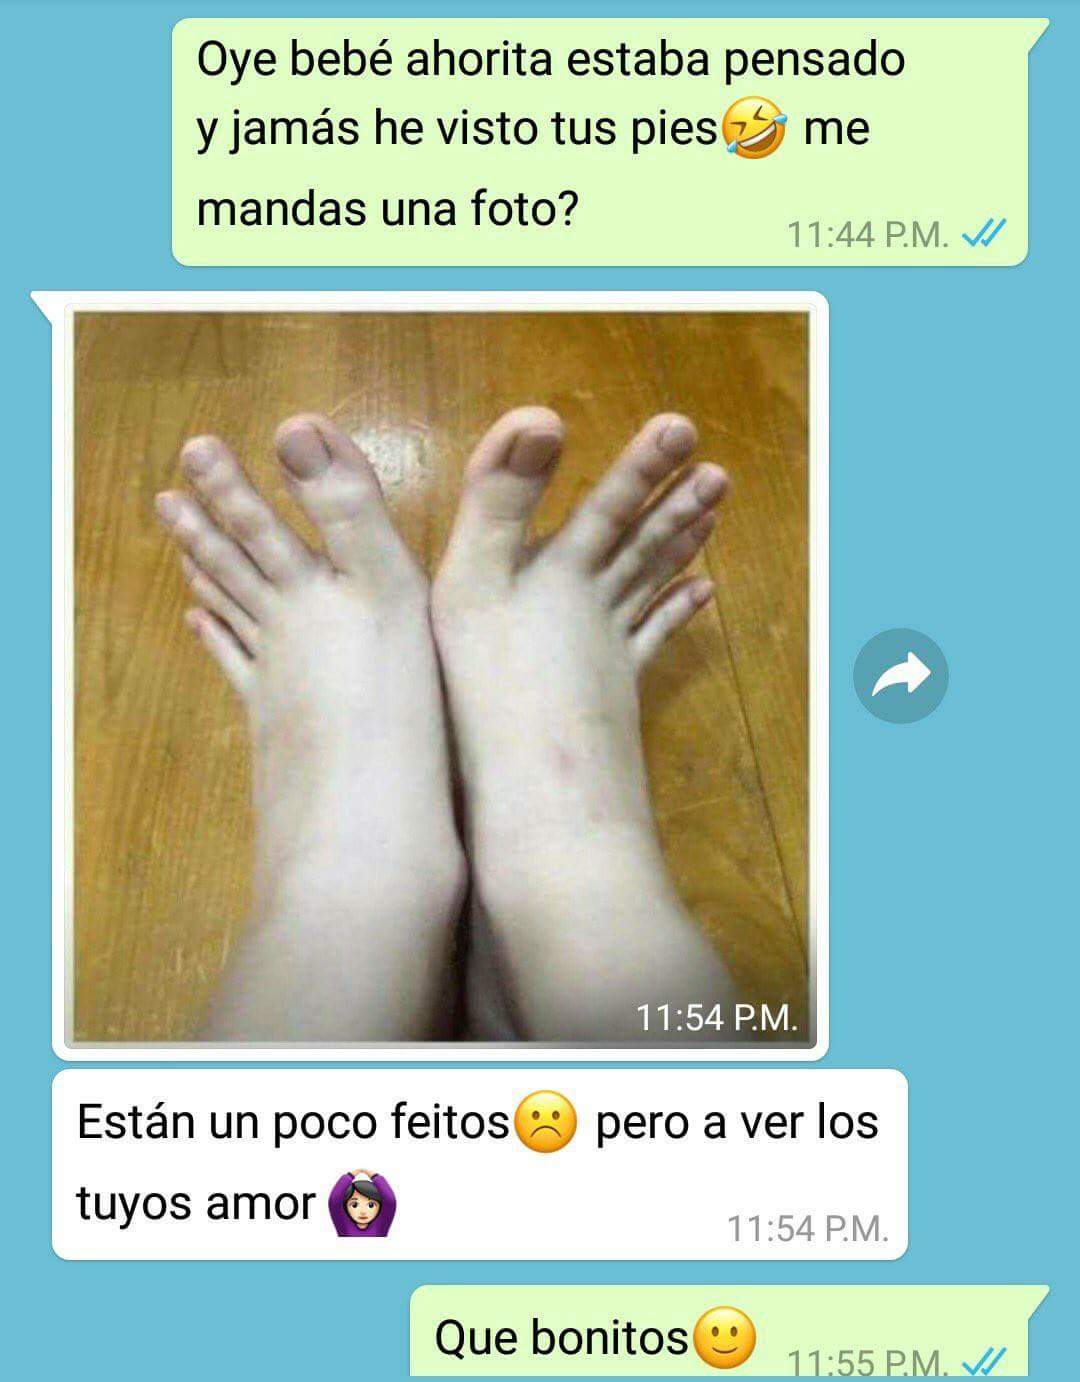 Oye bebé ahorita estaba pensado
y jamás he visto tus pies🤣 me
mandas una foto?
11:44 P.M.
11:54 P.M.
Están un poco feitos☹️ pero a ver los
tuyos amor 🙆🏻‍♀️
11:54 P.M.
Que bonitos🙂
11:55 P.M.